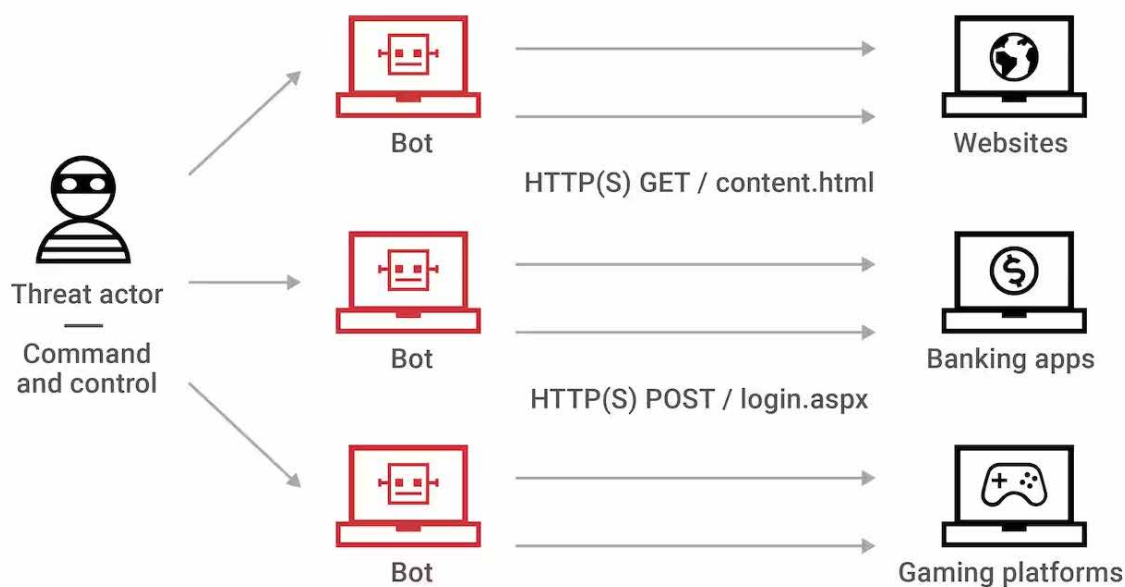 Bot
Websites
HTTP(S) GET / content.html
Threat actor
Command
and control
Bot
Banking apps
HTTP(S) POST / login.aspx
Bot
Gaming platforms